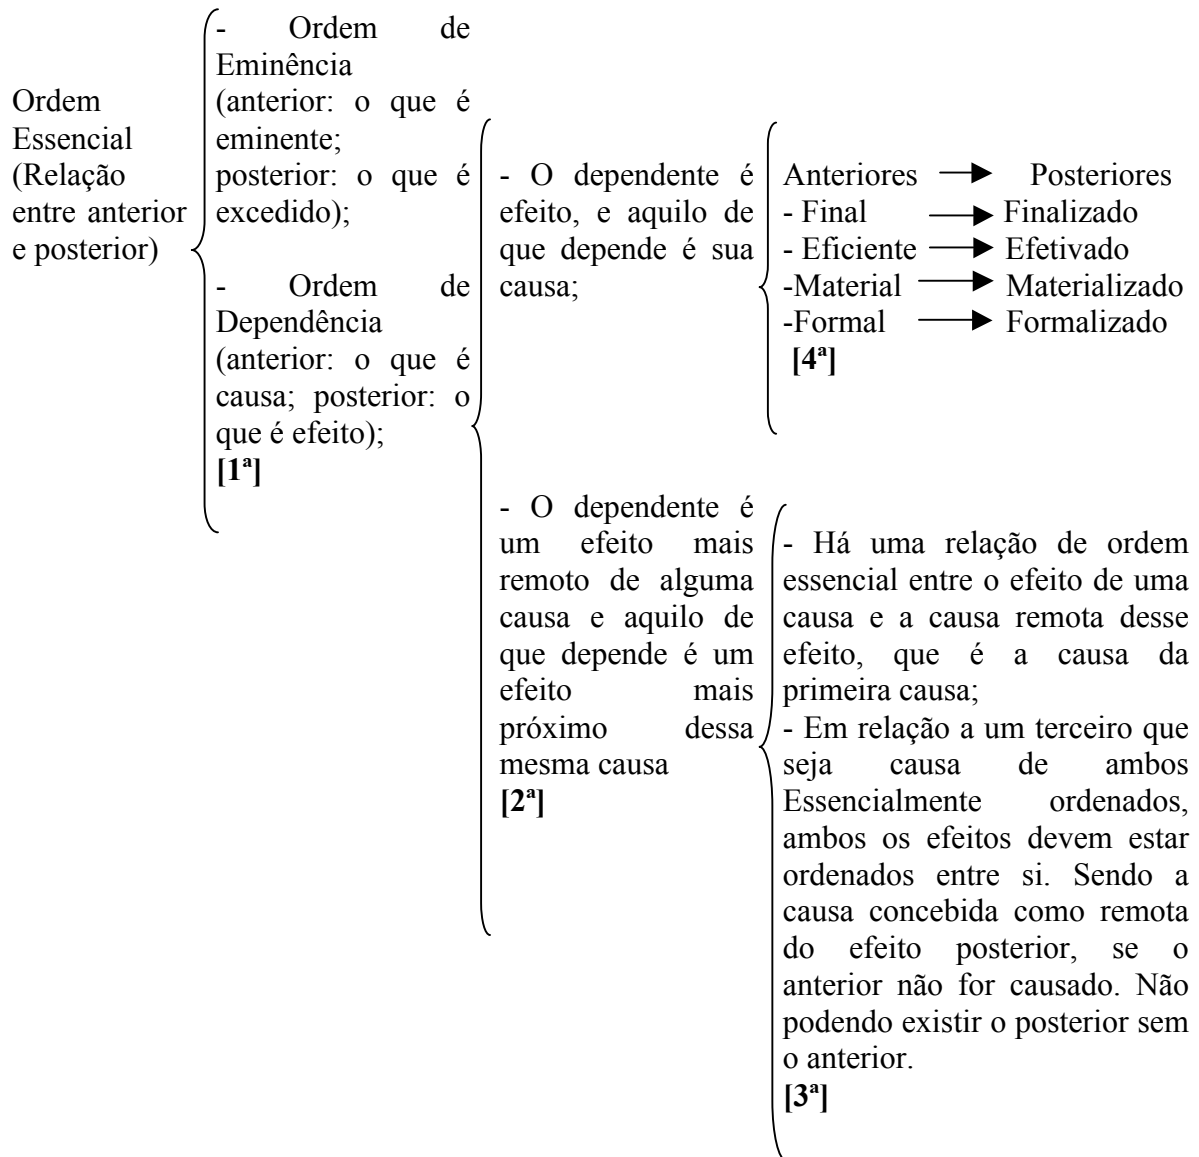 Ordem
Essencial
(Relação
entre anterior
e posterior)
- Ordem de
Eminência
(anterior: o que é
eminente;
posterior: o que é
excedido);
- Ordem de
Dependência
(anterior: o que é
causa; posterior: o
que é efeito);
[1ª]
- O dependente é
efeito, e aquilo de
que depende é sua
causa;
- O dependente é
um efeito mais
remoto de alguma
causa e aquilo de
que depende é um
efeito mais
próximo dessa
mesma causa
[2ª]
Anteriores → Posteriores
- Final → Finalizado
- Eficiente → Efetivado
-Material → Materializado
-Formal → Formalizado
[4ª]
- Há uma relação de ordem
essencial entre o efeito de uma
causa e a causa remota desse
efeito, que é a causa da
primeira causa;
- Em relação a um terceiro que
seja causa de ambos
Essencialmente ordenados,
ambos os efeitos devem estar
ordenados entre si. Sendo a
causa concebida como remota
do efeito posterior, se o
anterior não for causado. Não
podendo existir o posterior sem
o anterior.
[3ª]